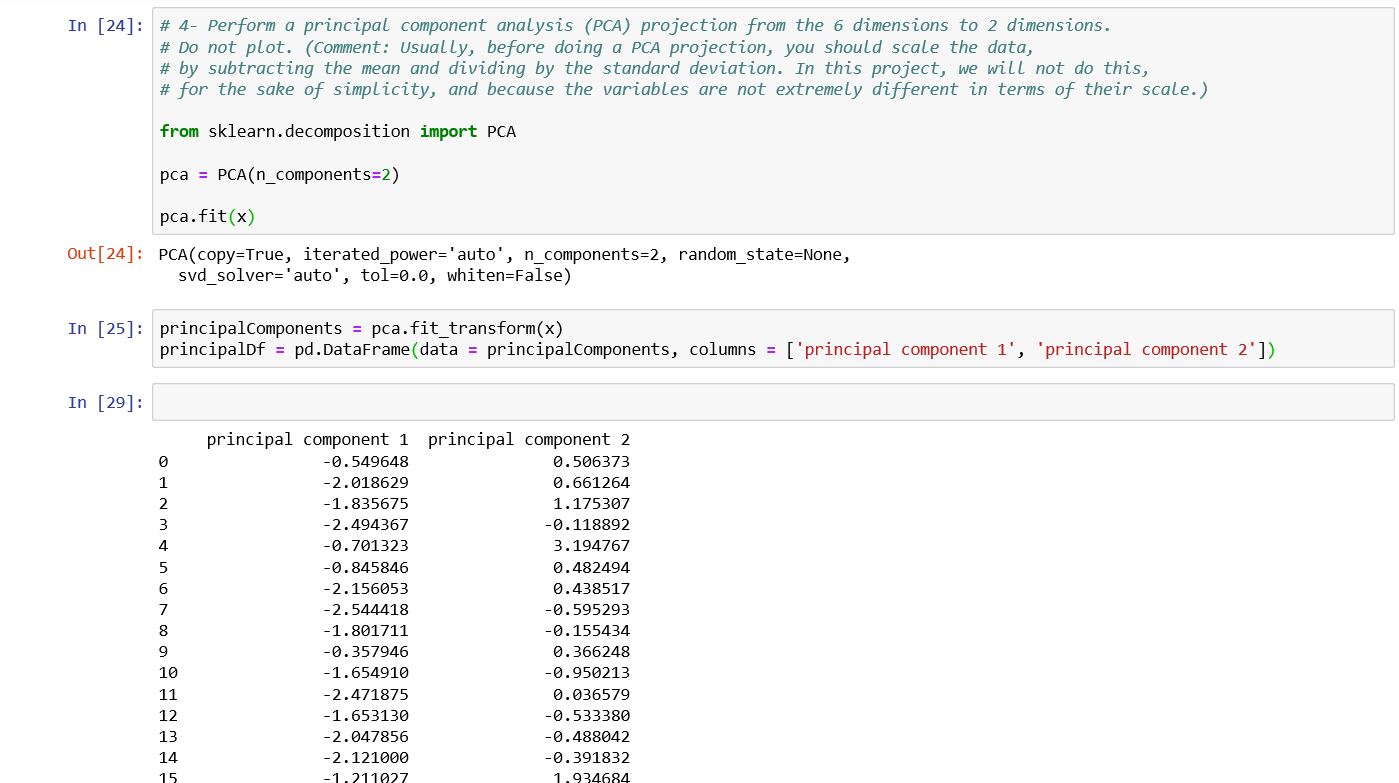 In [24]: # 4- Perform a principal component analysis (PCA) projection from the 6 dimensions to 2 dimensions.
# Do not plot. (Comment: Usually, before doing a PCA projection, you should scale the data,
# by subtracting the mean and dividing by the standard deviation. In this project, we will not do this,
# for the sake of simplicity, and because the variables are not extremely different in terms of their scale.)
from sklearn.decomposition import PCA
pca = PCA(n_components=2)
pca.fit(x)
Out[24]: PCA(copy=True, iterated_power='auto', n_components=2, random_state=None,
svd_solver='auto', tol=0.0, whiten=False)
In [25]: principalComponents = pca.fit_transform(x)
principalDf = pd.DataFrame(data = principalComponents, columns = ['principal component 1', 'principal component 2'])
In [29]:
principal component 1 principal component 2
0 -0.549648 0.506373
1 -2.018629 0.661264
2 -1.835675 1.175307
3 -2.494367 -0.118892
4 -0.701323 3.194767
5 -0.845846 0.482494
6 -2.156053 0.438517
7 -2.544418 -0.595293
8 -1.801711 -0.155434
9 -0.357946 0.366248
10 -1.654910 -0.950213
11 -2.471875 0.036579
12 -1.653130 -0.533380
13 -2.047856 -0.488042
14 -2.121000 -0.391832
15 -1.211027 1.934684